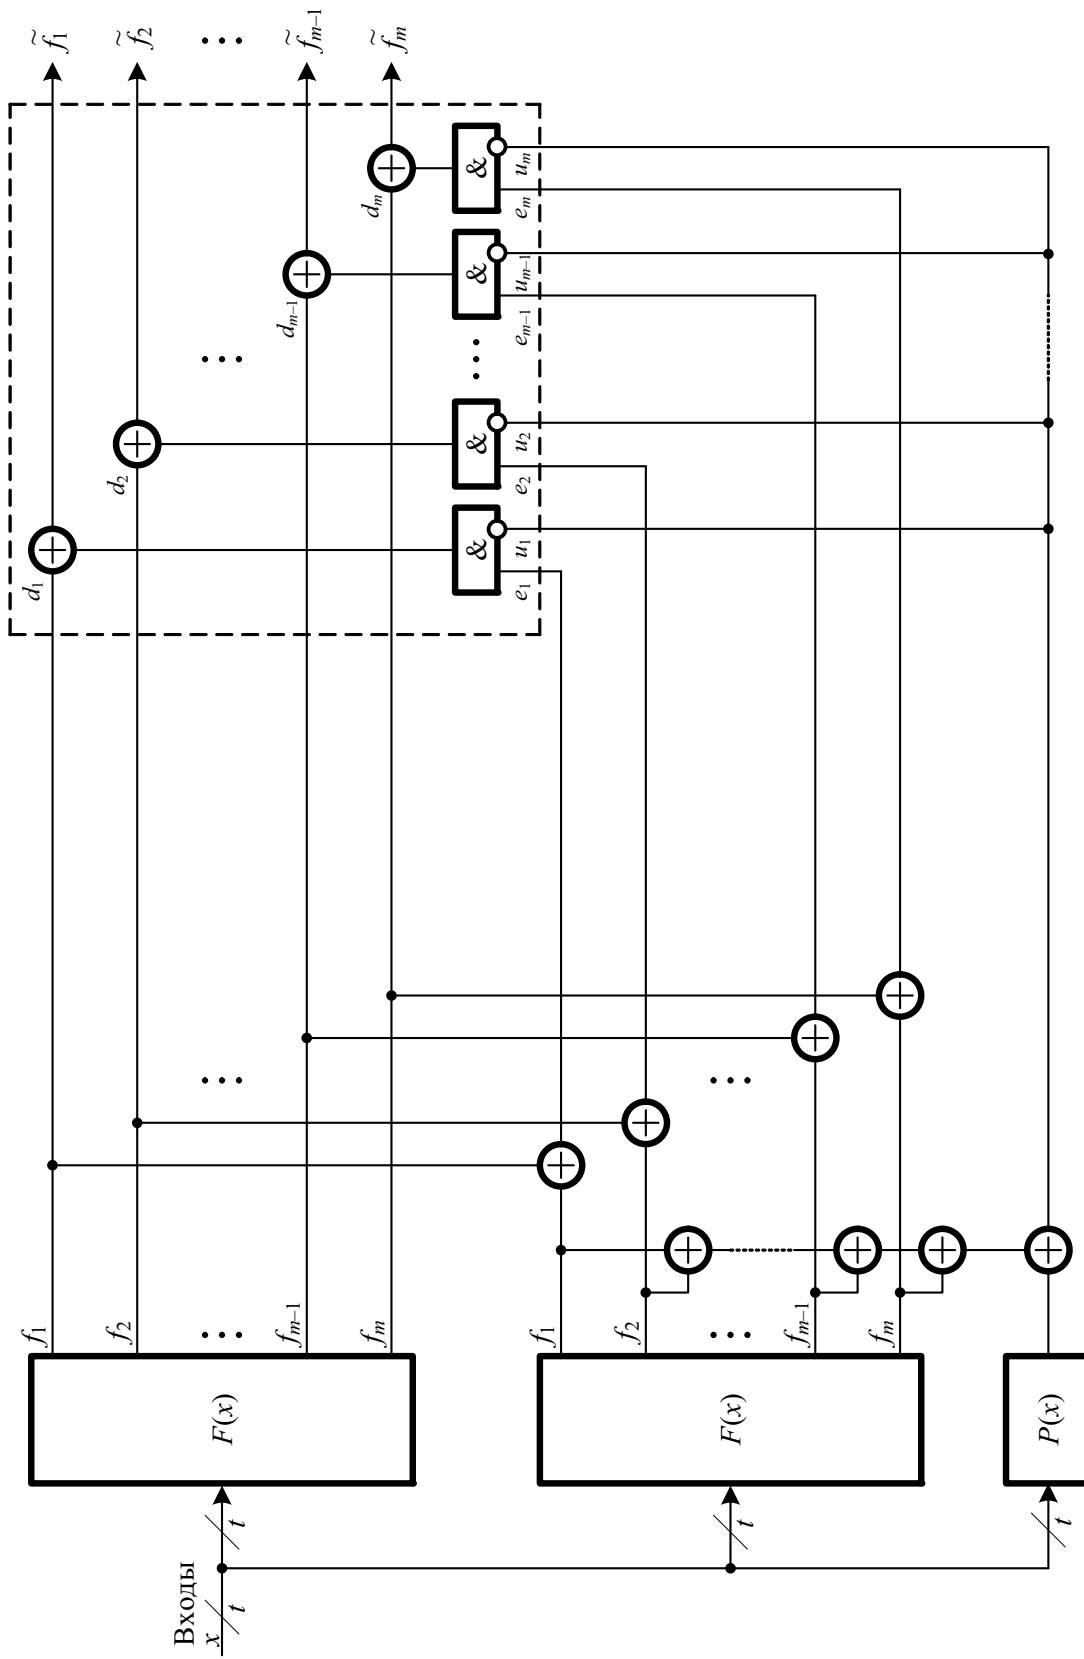 Входы
x
t
t
t
t
F(x)
F(x)
P(x)
f₁
f₂
...
fₘ₋₁
fₘ
f₁
f₂
...
fₘ₋₁
fₘ
...
...
d₁
d₂
...
dₘ₋₁
dₘ
&
&
...
&
&
e₁
u₁
e₂
u₂
eₘ₋₁
uₘ₋₁
eₘ
uₘ
f̃₁
f̃₂
...
f̃ₘ₋₁
f̃ₘ